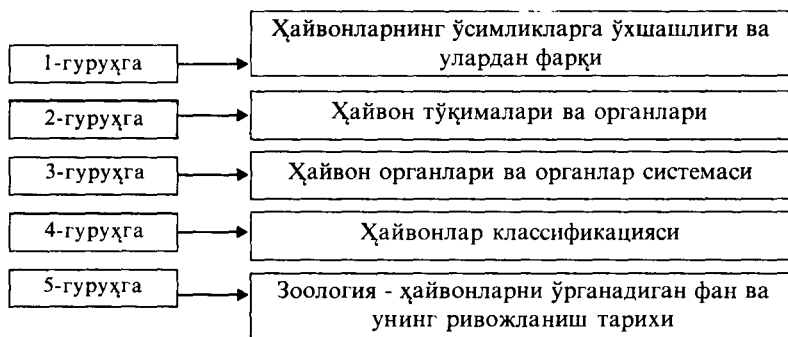 1-гуруҳга
Ҳайвонларнинг ўсимликларга ўхшашлиги ва
улардан фарқи
2-гуруҳга
Ҳайвон тўқималари ва органлари
3-гуруҳга
Ҳайвон органлари ва органлар системаси
4-гуруҳга
Ҳайвонлар классификацияси
5-гуруҳга
Зоология - ҳайвонларни ўрганадиган фан ва
унинг ривожланиш тарихи